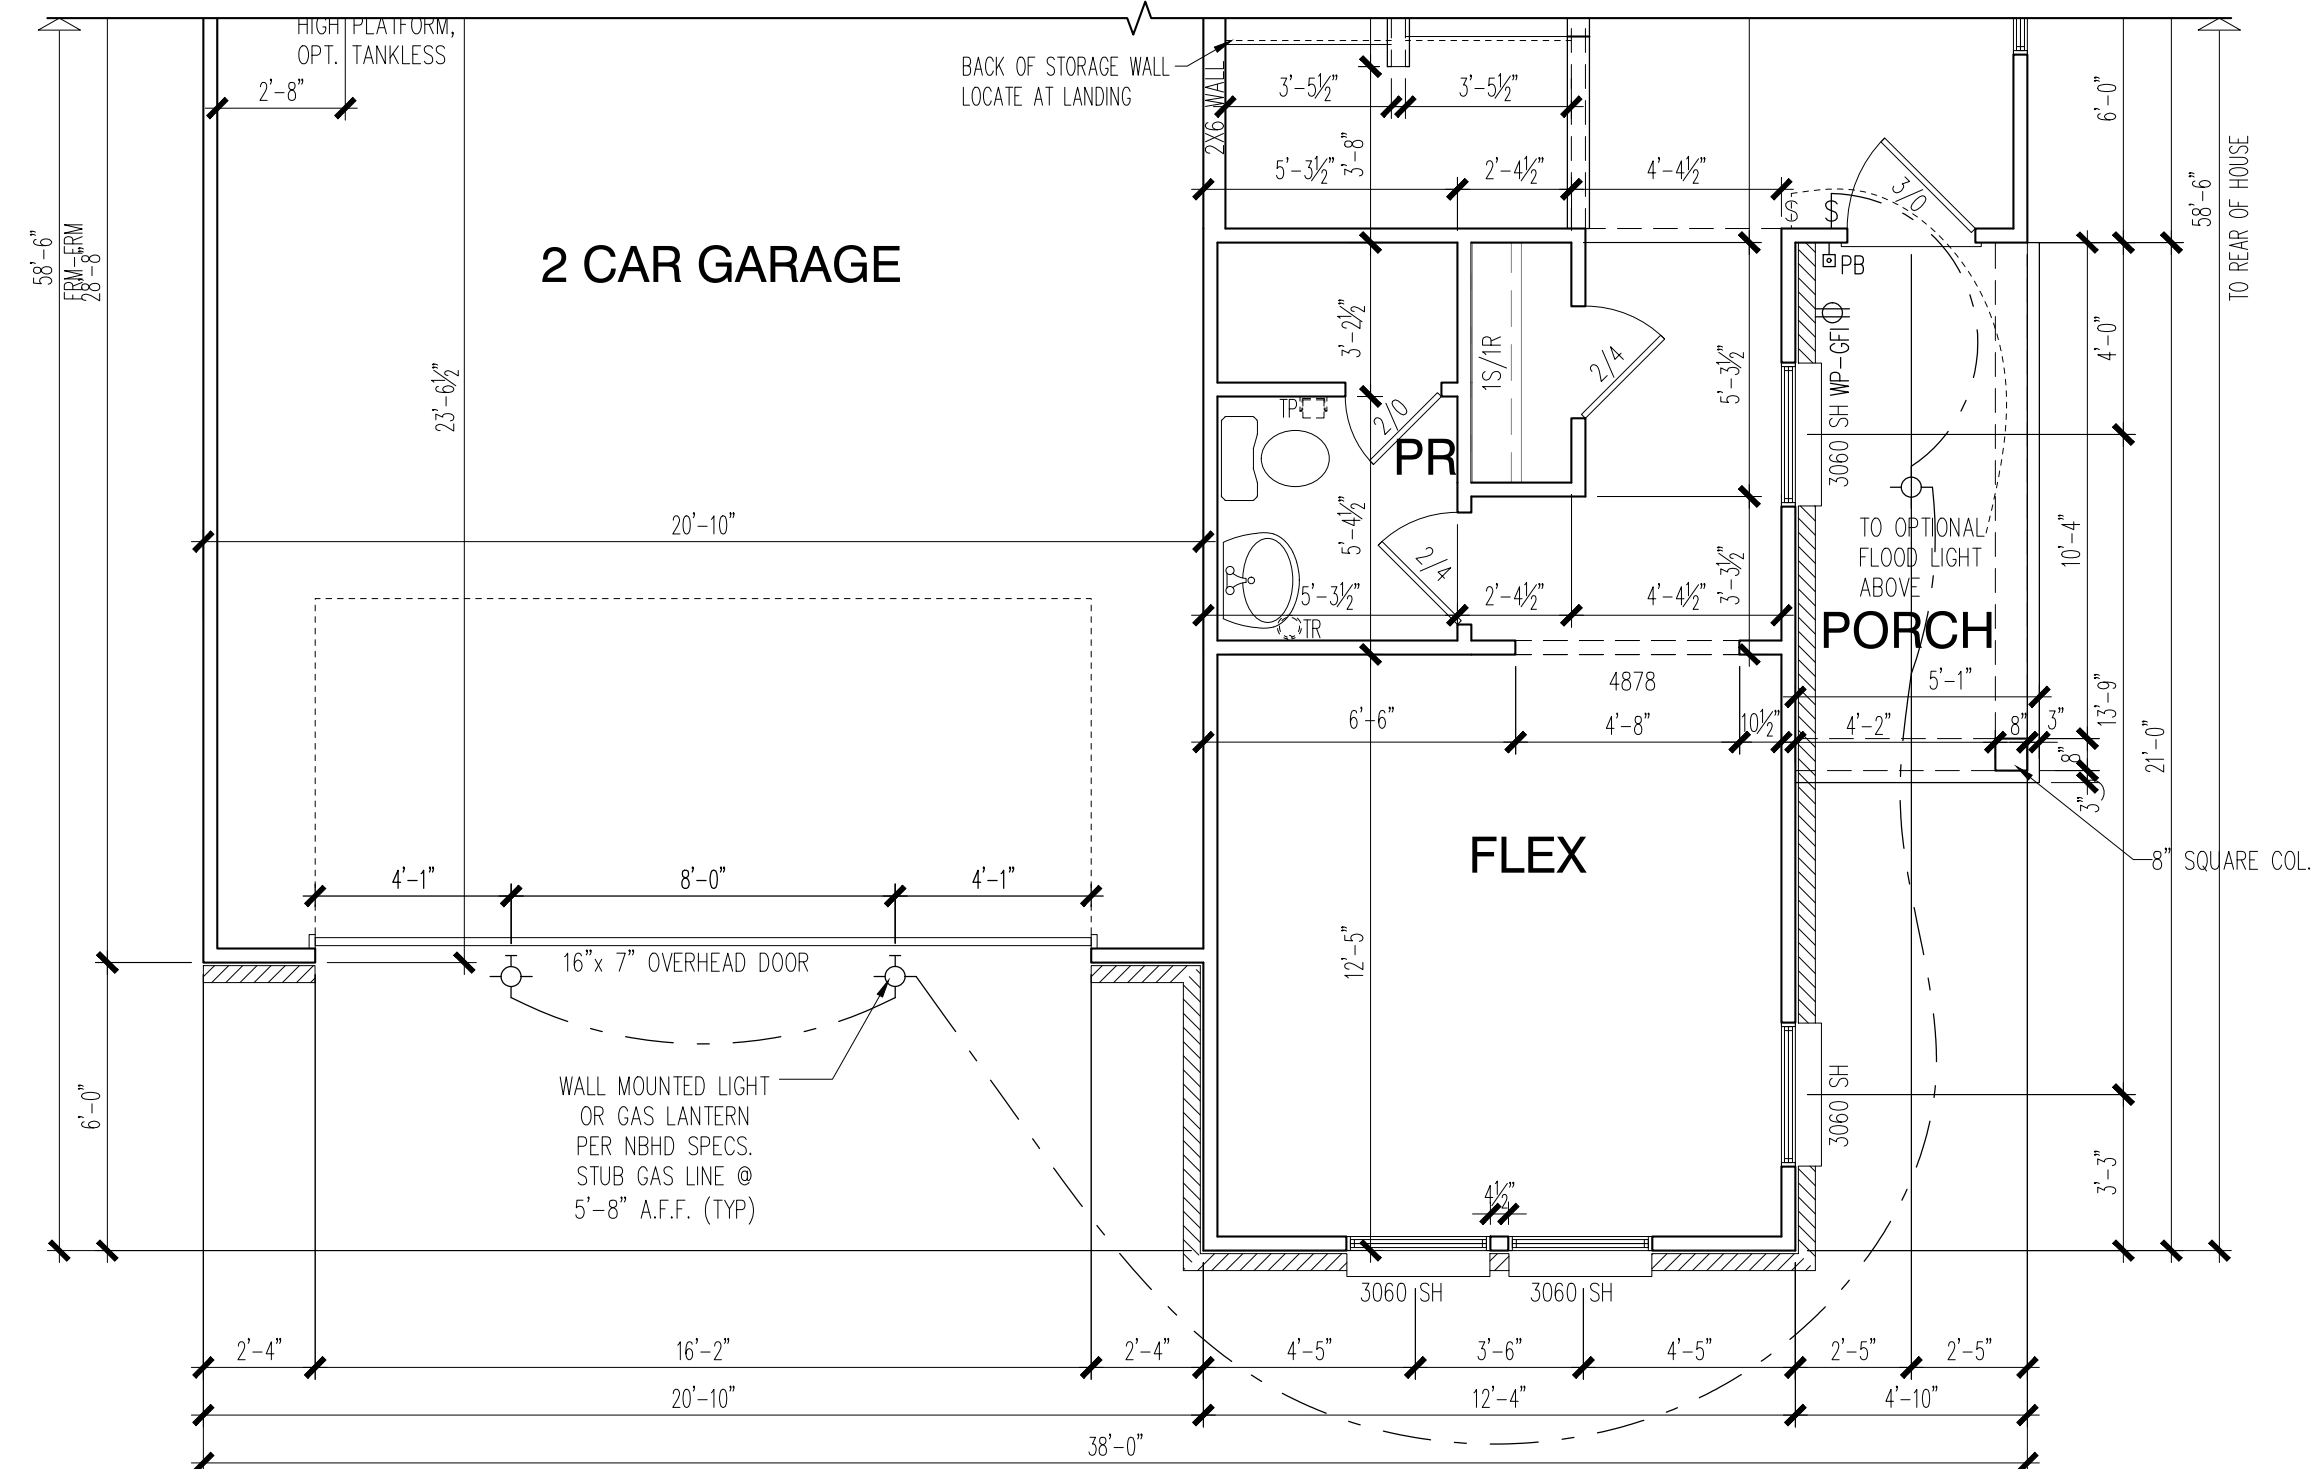 HIGH PLATFORM,
OPT. TANKLESS
2'-8"
BACK OF STORAGE WALL
LOCATE AT LANDING
2X6 WALL
3'-5½"
3'-5½"
3'-8"
5'-3½"
2'-4½"
4'-4½"
3/0
S S
PB
6'-0"
58'-6"
TO REAR OF HOUSE
58'-6"
FRM-FRM
28'-8"
2 CAR GARAGE
23'-6½"
3'-2½"
1S/1R
2/4
5'-3½"
WP-GFI
3060 SH
4'-0"
TP
2/0
PR
20'-10"
5'-4½"
2/4
TO OPTIONAL
FLOOD LIGHT
ABOVE
10'-4"
5'-3½"
2'-4½"
4'-4½"
3'-3½"
TR
PORCH
4878
5'-1"
6'-6"
4'-8"
10½"
4'-2"
8"
3"
13'-9"
21'-0"
8"
3"
FLEX
8" SQUARE COL.
4'-1"
8'-0"
4'-1"
16"x 7" OVERHEAD DOOR
12'-5"
6'-0"
WALL MOUNTED LIGHT
OR GAS LANTERN
PER NBHD SPECS.
STUB GAS LINE @
5'-8" A.F.F. (TYP)
3060 SH
3'-3"
4½"
3060 SH
3060 SH
2'-4"
16'-2"
2'-4"
4'-5"
3'-6"
4'-5"
2'-5"
2'-5"
20'-10"
12'-4"
4'-10"
38'-0"